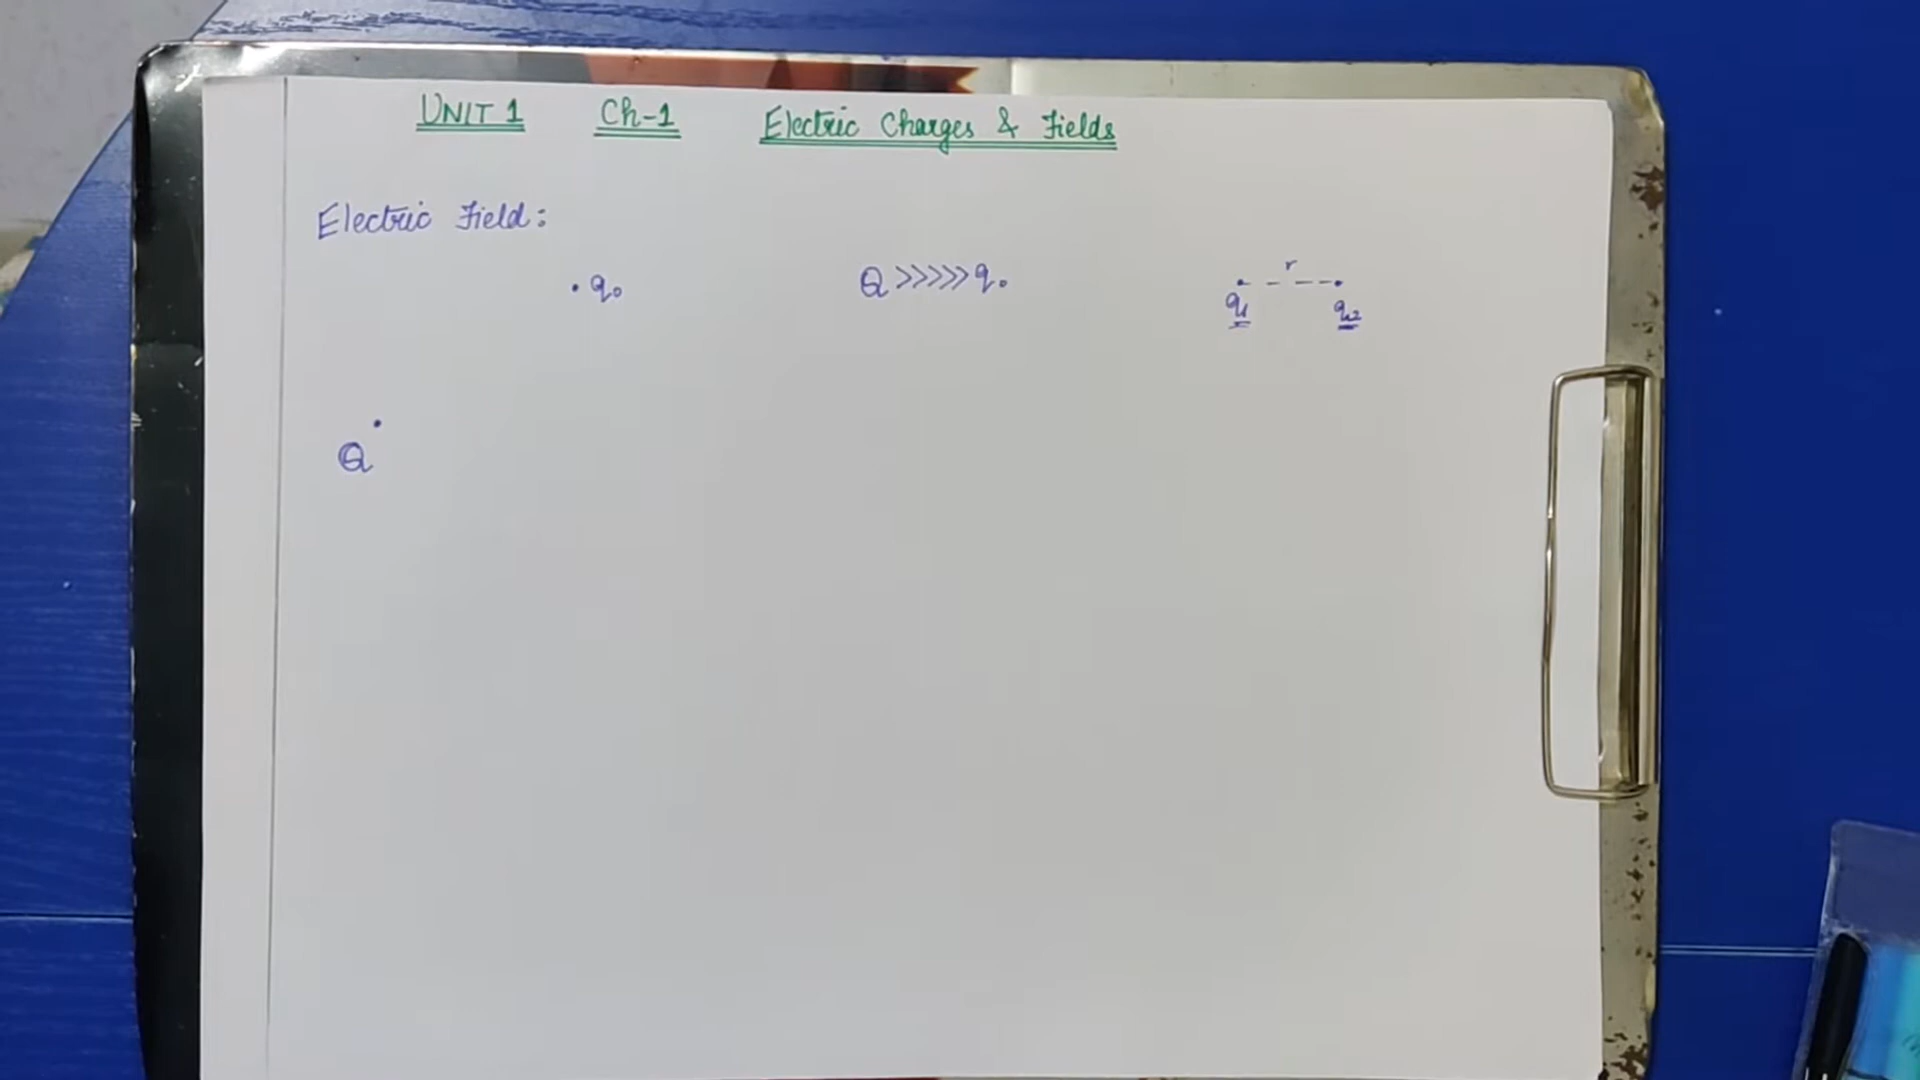 UNIT 1 Ch-1 Electric Charges & Fields
Electric Field:
. q₀ Q >>>>>> q₀ r
q₁ q₂
Q